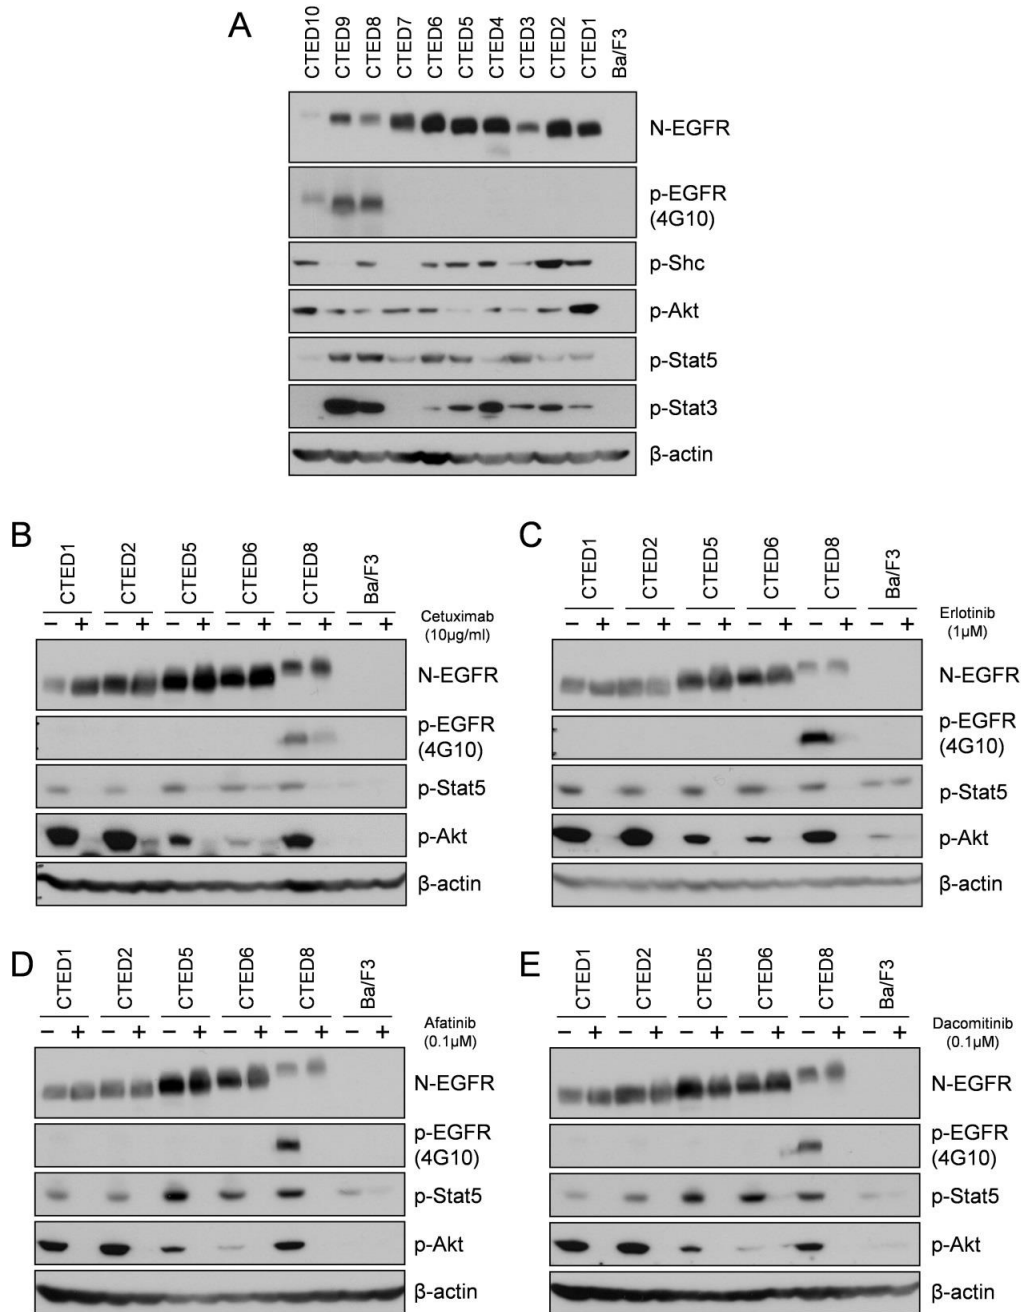 A
CTED10 CTED9 CTED8 CTED7 CTED6 CTED5 CTED4 CTED3 CTED2 CTED1 Ba/F3
N-EGFR
p-EGFR
(4G10)
p-Shc
p-Akt
p-Stat5
p-Stat3
β-actin
B
CTED1 CTED2 CTED5 CTED6 CTED8 Ba/F3
− + − + − + − + − + − + Cetuximab
(10µg/ml)
N-EGFR
p-EGFR
(4G10)
p-Stat5
p-Akt
β-actin
C
CTED1 CTED2 CTED5 CTED6 CTED8 Ba/F3
− + − + − + − + − + − + Erlotinib
(1µM)
N-EGFR
p-EGFR
(4G10)
p-Stat5
p-Akt
β-actin
D
CTED1 CTED2 CTED5 CTED6 CTED8 Ba/F3
− + − + − + − + − + − + Afatinib
(0.1µM)
N-EGFR
p-EGFR
(4G10)
p-Stat5
p-Akt
β-actin
E
CTED1 CTED2 CTED5 CTED6 CTED8 Ba/F3
− + − + − + − + − + − + Dacomitinib
(0.1µM)
N-EGFR
p-EGFR
(4G10)
p-Stat5
p-Akt
β-actin